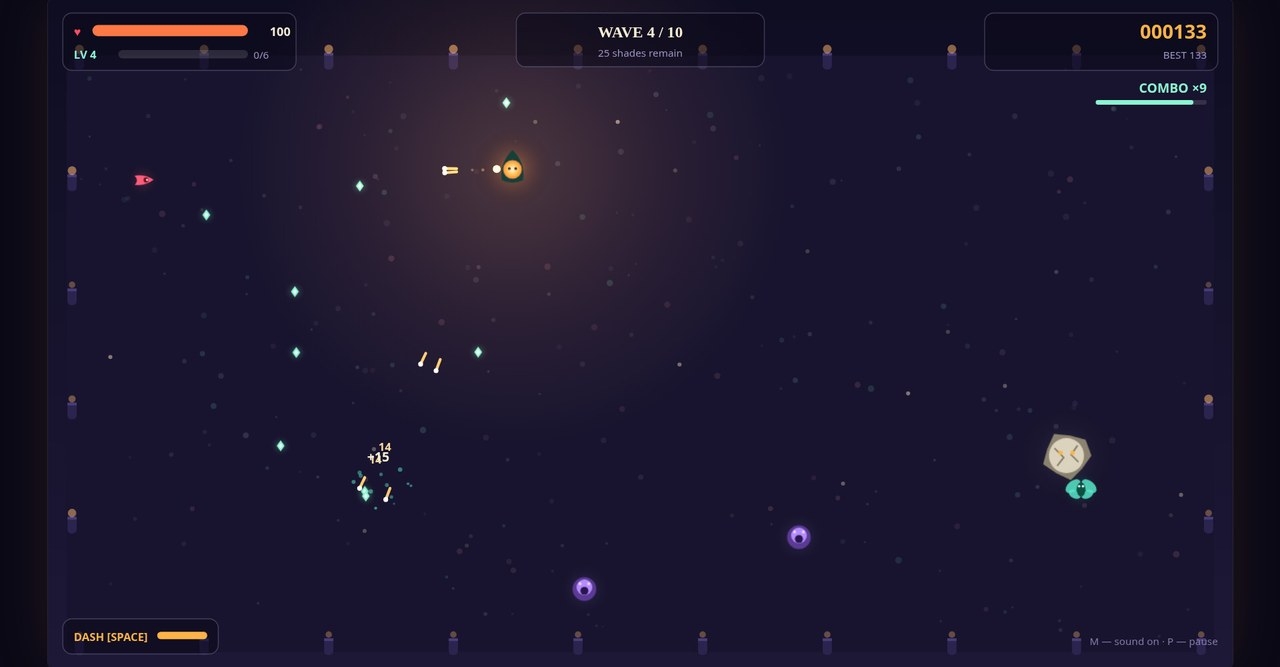 ♥ 100
LV 4 0/6
WAVE 4 / 10
25 shades remain
000133
BEST 133
COMBO ×9
14
+15
DASH [SPACE]
M — sound on · P — pause